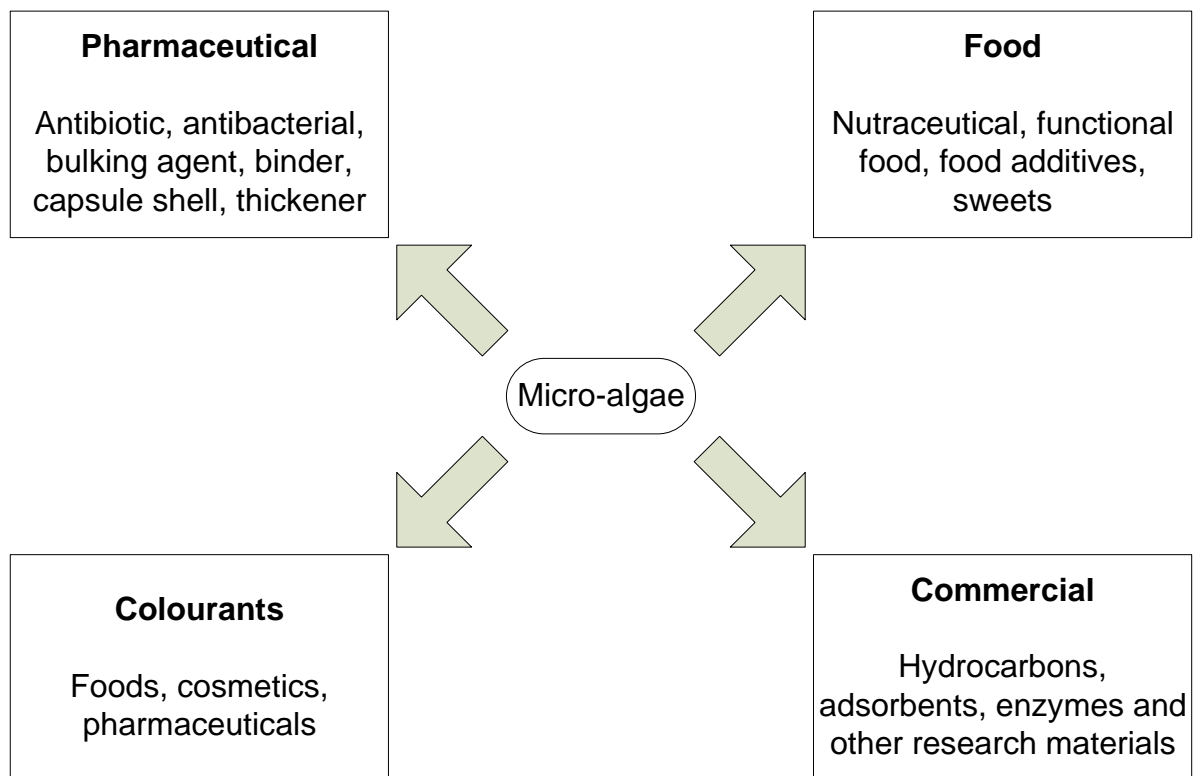 Pharmaceutical
Antibiotic, antibacterial,
bulking agent, binder,
capsule shell, thickener
Food
Nutraceutical, functional
food, food additives,
sweets
Micro-algae
Colourants
Foods, cosmetics,
pharmaceuticals
Commercial
Hydrocarbons,
adsorbents, enzymes and
other research materials